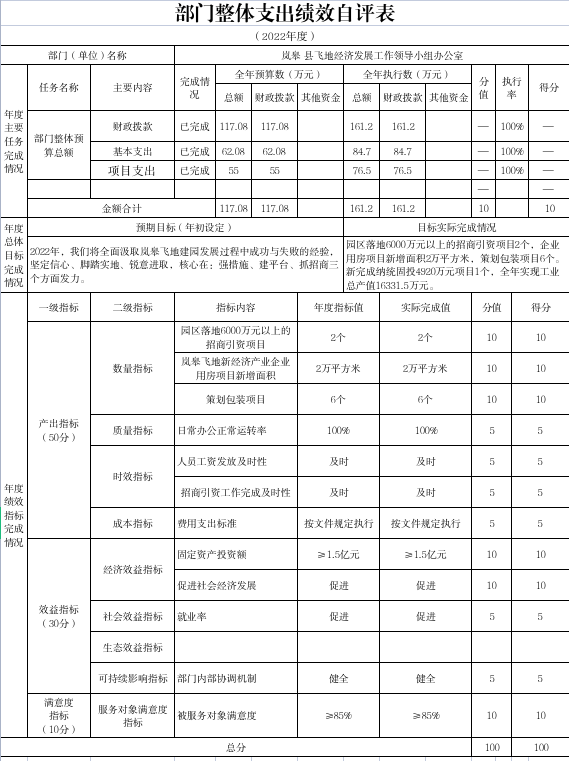 部门整体支出绩效自评表
（2022年度）
部门（单位）名称 岚皋 县飞地经济发展工作领导小组办公室
年度主要任务完成情况 任务名称 主要内容 完成情况 全年预算数（万元） 全年执行数（万元） 分值 执行率 得分
总额 财政拨款 其他资金 总额 财政拨款 其他资金
部门整体预算总额 财政拨款 已完成 117.08 117.08 161.2 161.2 — 100% —
基本支出 已完成 62.08 62.08 84.7 84.7 — 100% —
项目支出 已完成 55 55 76.5 76.5 — 100% —
— —
金额合计 117.08 117.08 161.2 161.2 10 10
年度总体目标完成情况 预期目标（年初设定） 目标实际完成情况
2022年，我们将全面汲取岚皋飞地建园发展过程中成功与失败的经验，
坚定信心、脚踏实地、锐意进取，核心在；强措施、建平台、抓招商三
个方面发力。
园区落地6000万元以上的招商引资项目2个，企业
用房项目新增面积2万平方米，策划包装项目6个。
新完成纳统固投4920万元项目1个，全年实现工业
总产值16331.5万元。
年度绩效指标完成情况 一级指标 二级指标 指标内容 年度指标值 实际完成值 分值 得分
产出指标（50分） 数量指标 园区落地6000万元以上的招商引资项目 2个 2个 10 10
岚皋飞地新经济产业企业用房项目新增面积 2万平方米 2万平方米 10 10
策划包装项目 6个 6个 10 10
质量指标 日常办公正常运转率 100% 100% 5 5
时效指标 人员工资发放及时性 及时 及时 5 5
招商引资工作完成及时性 及时 及时 5 5
成本指标 费用支出标准 按文件规定执行 按文件规定执行 5 5
效益指标（30分） 经济效益指标 固定资产投资额 ≥1.5亿元 ≥1.5亿元 10 10
促进社会经济发展 促进 促进 10 10
社会效益指标 就业率 促进 促进 5 5
生态效益指标
可持续影响指标 部门内部协调机制 健全 健全 5 5
满意度指标（10分） 服务对象满意度指标 被服务对象满意度 ≥85% ≥85% 10 10
总分 100 100